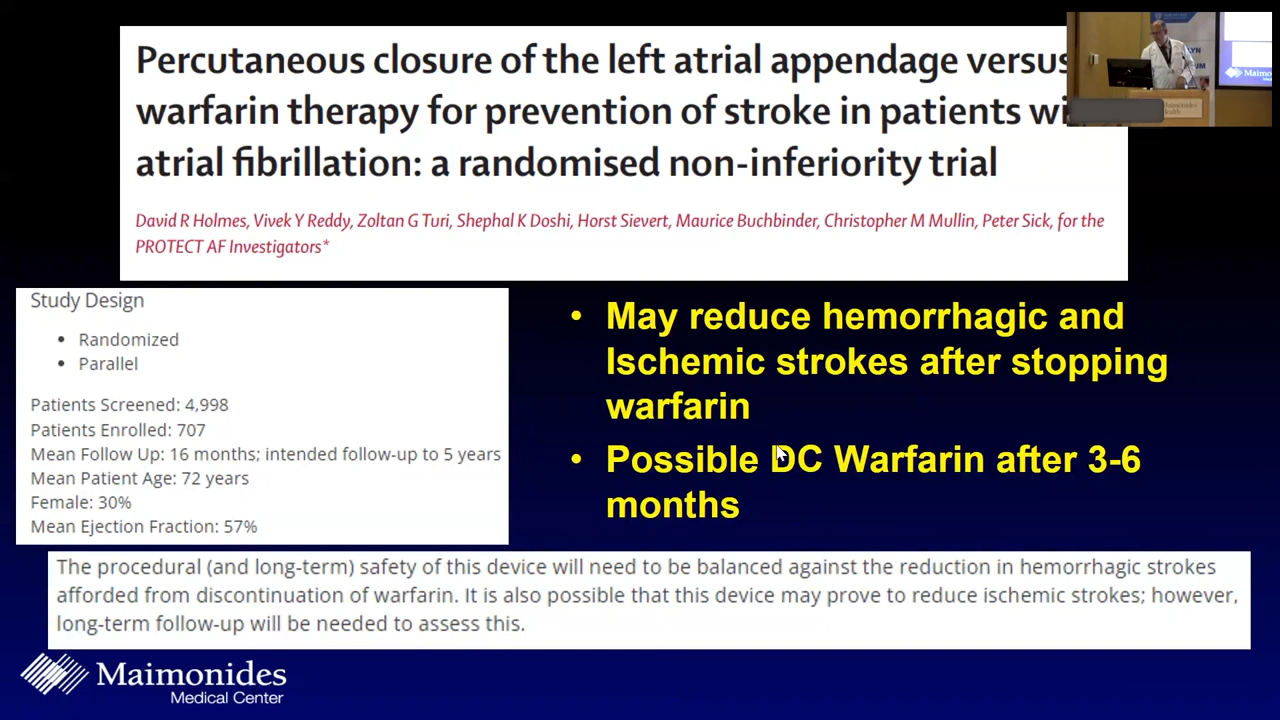 Percutaneous closure of the left atrial appendage versus
warfarin therapy for prevention of stroke in patients wi
atrial fibrillation: a randomised non-inferiority trial
David R Holmes, Vivek Y Reddy, Zoltan G Turi, Shephal K Doshi, Horst Sievert, Maurice Buchbinder, Christopher M Mullin, Peter Sick, for the
PROTECT AF Investigators*
Study Design
• Randomized
• Parallel
Patients Screened: 4,998
Patients Enrolled: 707
Mean Follow Up: 16 months; intended follow-up to 5 years
Mean Patient Age: 72 years
Female: 30%
Mean Ejection Fraction: 57%
• May reduce hemorrhagic and
Ischemic strokes after stopping
warfarin
• Possible DC Warfarin after 3-6
months
The procedural (and long-term) safety of this device will need to be balanced against the reduction in hemorrhagic strokes
afforded from discontinuation of warfarin. It is also possible that this device may prove to reduce ischemic strokes; however,
long-term follow-up will be needed to assess this.
Maimonides
Medical Center